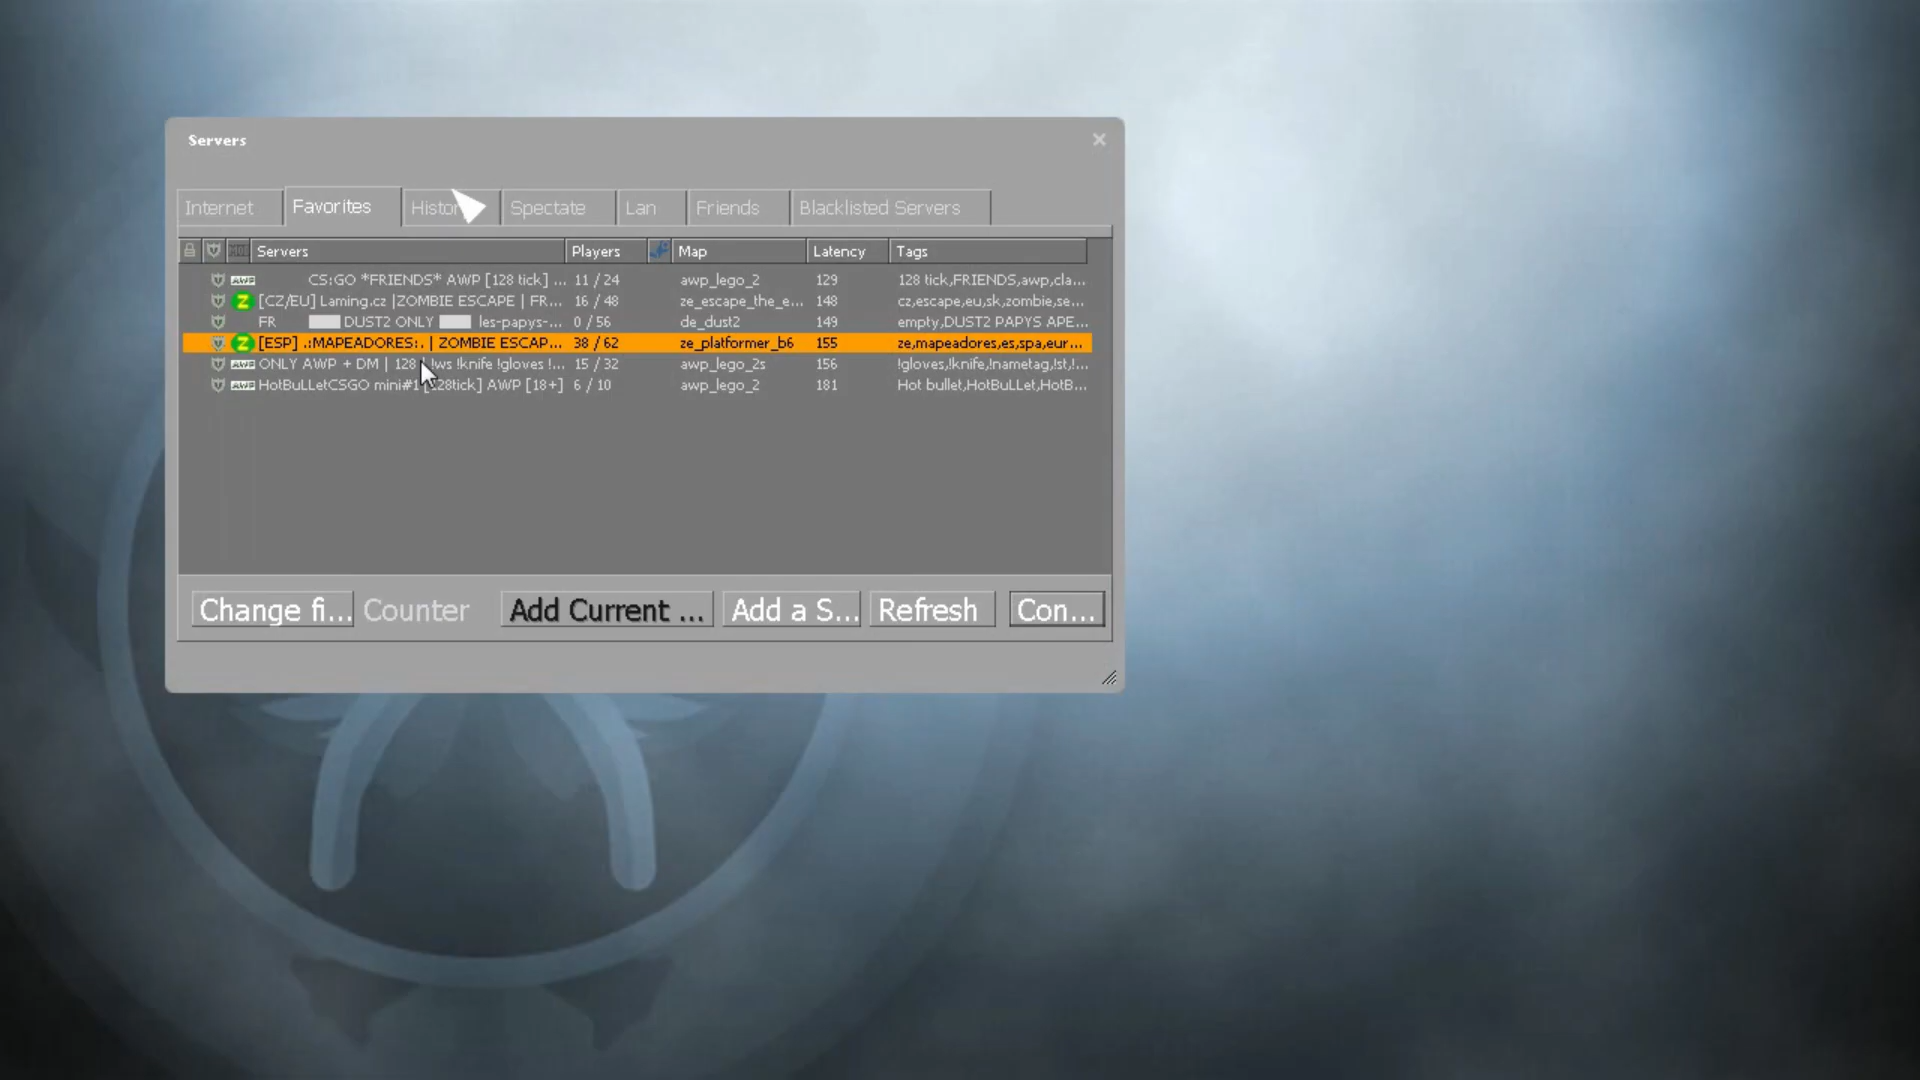 Servers
Internet Favorites Histor Spectate Lan Friends Blacklisted Servers
Servers Players Map Latency Tags
CS:GO *FRIENDS* AWP [128 tick] ... 11 / 24 awp_lego_2 129 128 tick,FRIENDS,awp,cla...
Z [CZ/EU] Laming.cz |ZOMBIE ESCAPE | FR... 16 / 48 ze_escape_the_e... 148 cz,escape,eu,sk,zombie,se...
FR DUST2 ONLY les-papys-... 0 / 56 de_dust2 149 empty,DUST2 PAPYS APE...
Z [ESP] .:MAPEADORES:. | ZOMBIE ESCAP... 38 / 62 ze_platformer_b6 155 ze,mapeadores,es,spa,eur...
ONLY AWP + DM | 128 !ws !knife !gloves !... 15 / 32 awp_lego_2s 156 !gloves,!knife,!nametag,!st,!...
HotBuLLetCSGO mini#1 [128tick] AWP [18+] 6 / 10 awp_lego_2 181 Hot bullet,HotBuLLet,HotB...
Change fi... Counter Add Current ... Add a S... Refresh Con...